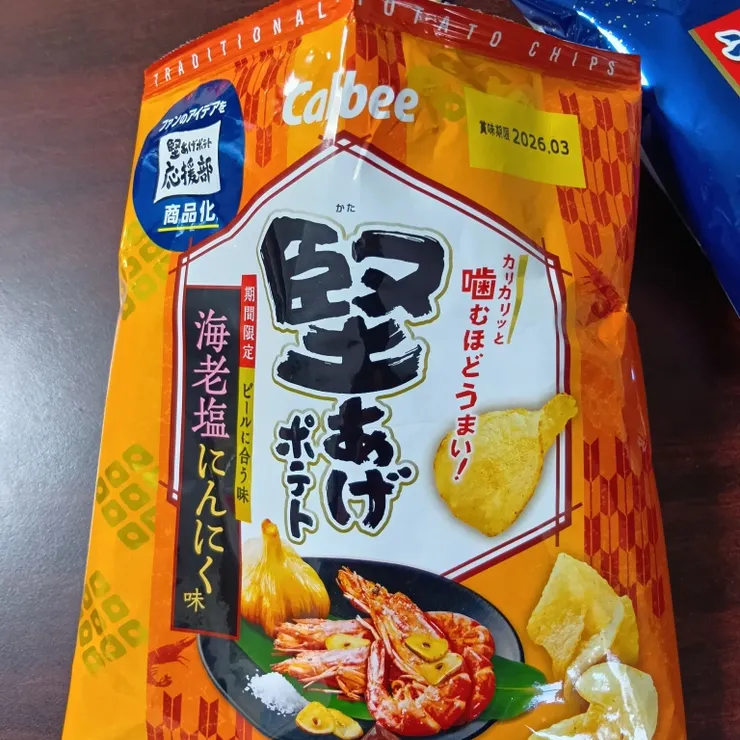 TRADITIONAL POTATO CHIPS
Calbee
ファンのアイデアを
堅あげポテト
応援部
商品化
賞味期限 2026.03
かた
堅あげ
ポテト
カリカリッと
噛むほどうまい!
期間限定
ビールに合う味
海老塩にんにく味